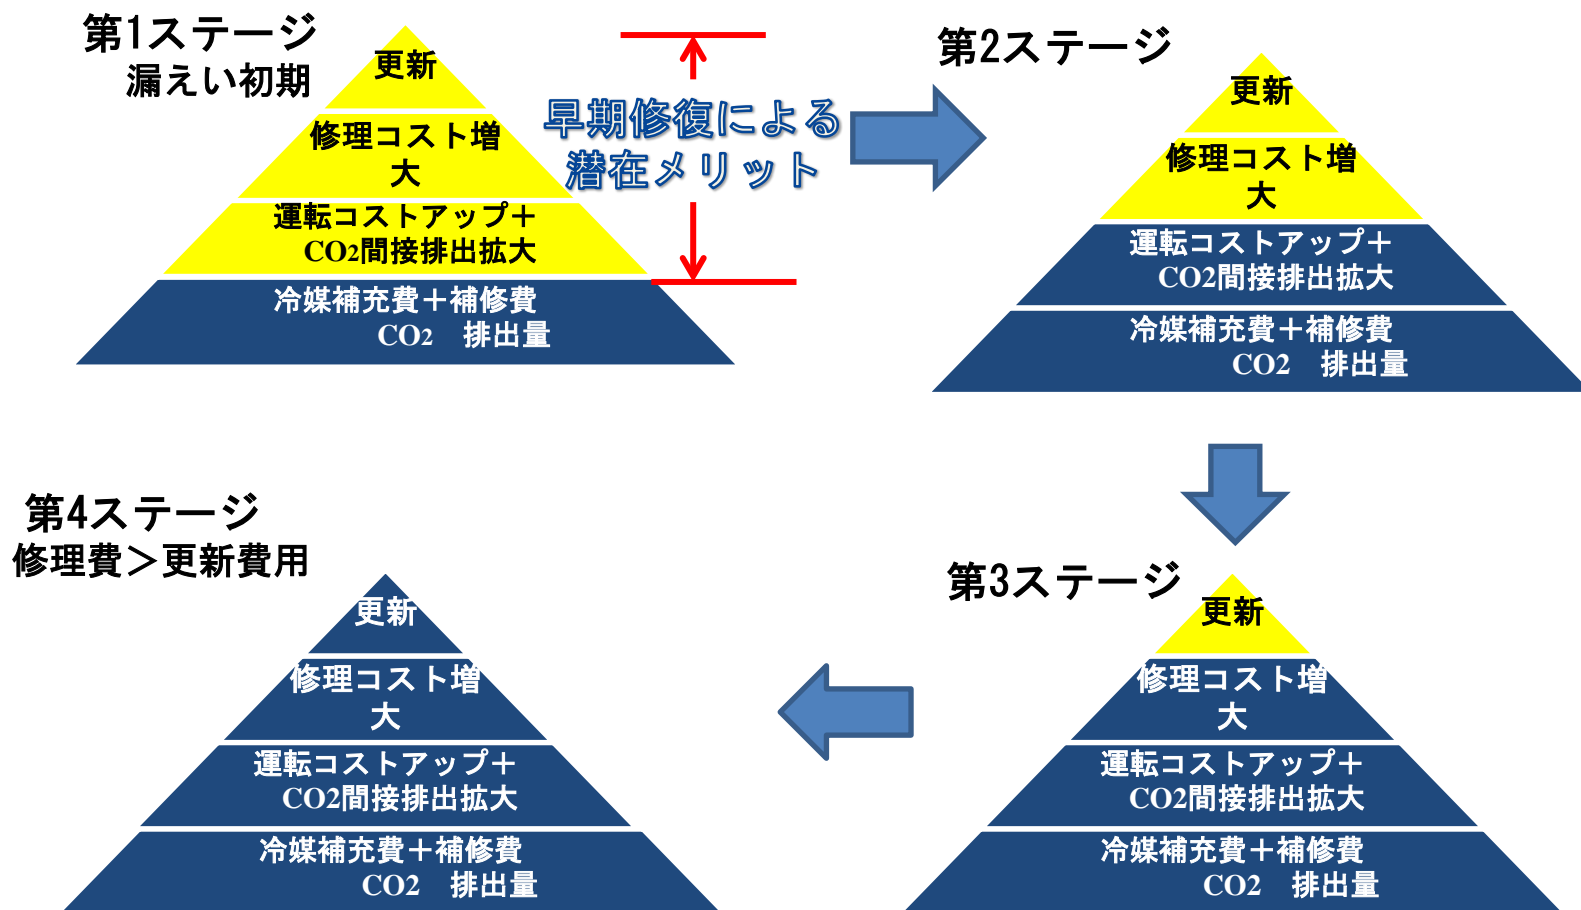 第1ステージ
漏えい初期
更新
修理コスト増
大
運転コストアップ＋
CO2間接排出拡大
冷媒補充費＋補修費
CO2　排出量
早期修復による
潜在メリット
第2ステージ
更新
修理コスト増
大
運転コストアップ＋
CO2間接排出拡大
冷媒補充費＋補修費
CO2　排出量
第3ステージ
更新
修理コスト増
大
運転コストアップ＋
CO2間接排出拡大
冷媒補充費＋補修費
CO2　排出量
第4ステージ
修理費＞更新費用
更新
修理コスト増
大
運転コストアップ＋
CO2間接排出拡大
冷媒補充費＋補修費
CO2　排出量